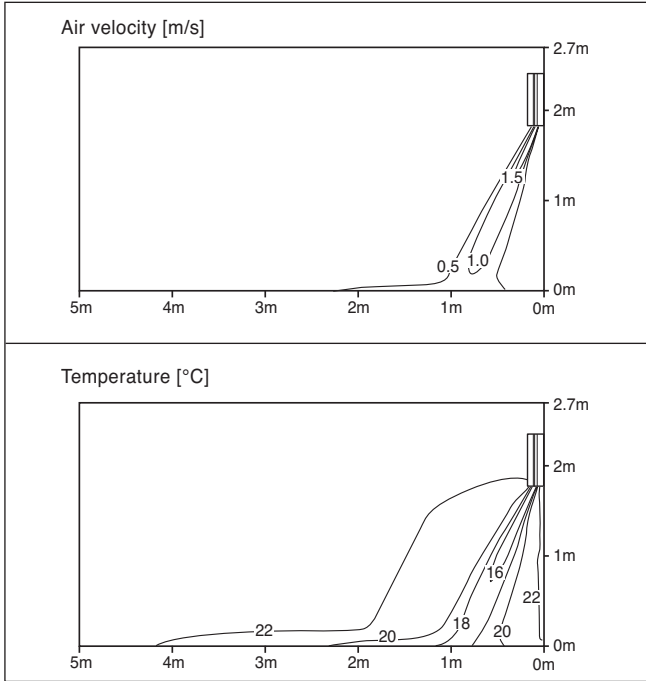 Air velocity [m/s]
2.7m
2m
1.5
1m
0.5 1.0
0m
5m 4m 3m 2m 1m 0m
Temperature [°C]
2.7m
2m
1m
16
22
18
22 20 20
0m
5m 4m 3m 2m 1m 0m